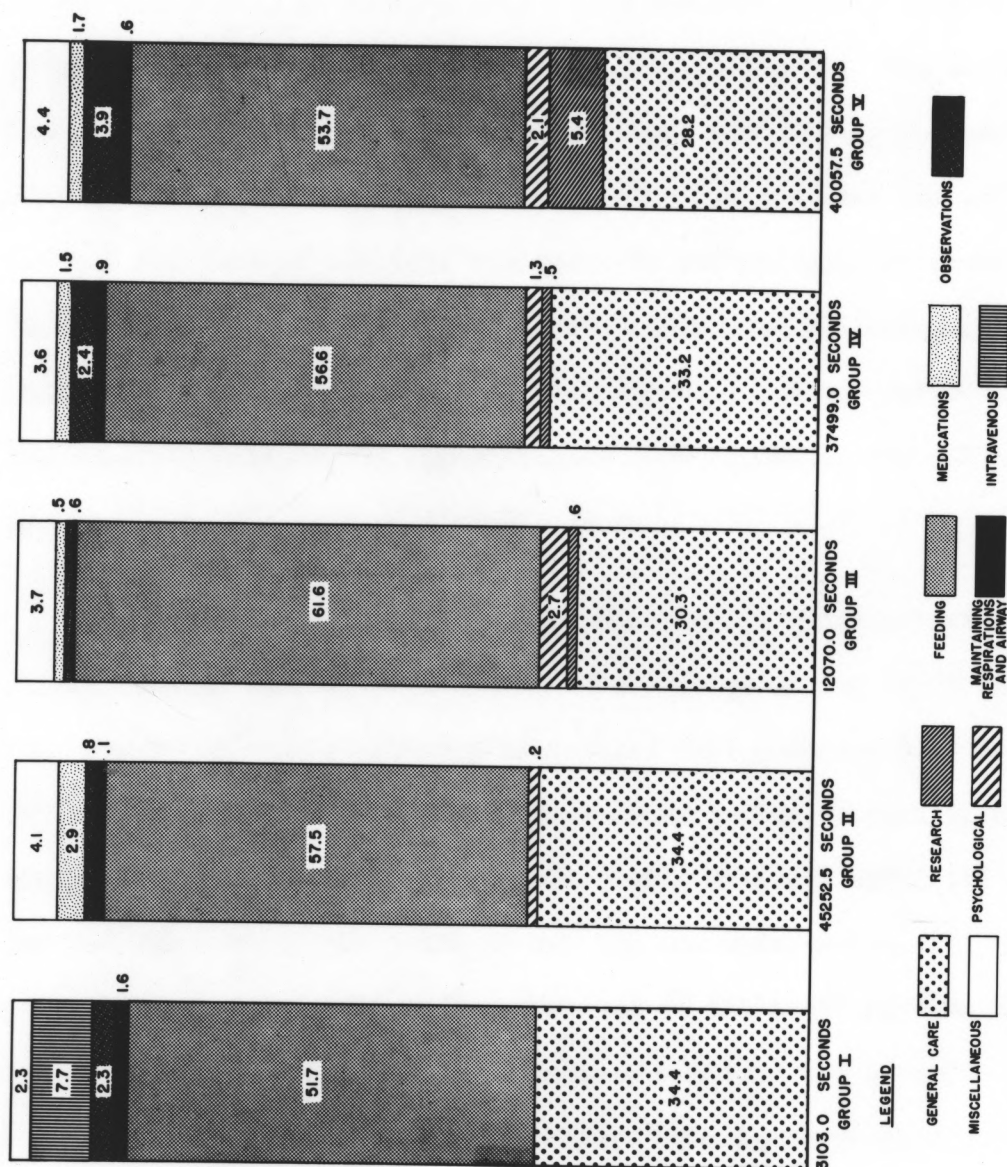 2.3
7.7
2.3
1.6
51.7
34.4
SECONDS
GROUP I
4.1
2.9
.8
.1
57.5
.2
34.4
45252.5 SECONDS
GROUP II
3.7
.5
.6
61.6
2.7
.6
30.3
12070.0 SECONDS
GROUP III
3.6
1.5
2.4
.9
56.6
1.3
.5
33.2
37499.0 SECONDS
GROUP IV
4.4
1.7
3.9
.6
53.7
2.1
5.4
28.2
40057.5 SECONDS
GROUP V
LEGEND
GENERAL CARE
RESEARCH
FEEDING
MEDICATIONS
OBSERVATIONS
MISCELLANEOUS
PSYCHOLOGICAL
MAINTAINING
RESPIRATIONS
AND AIRWAY
INTRAVENOUS